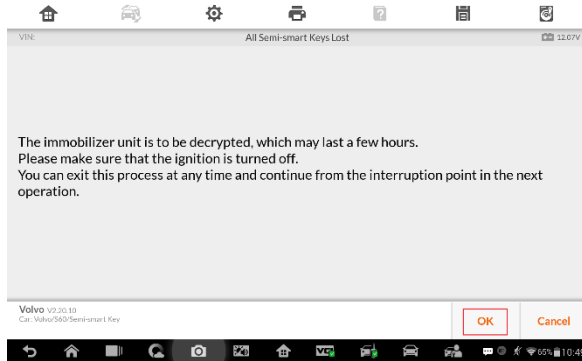 VIN:
All Semi-smart Keys Lost
12.07V
The immobilizer unit is to be decrypted, which may last a few hours.
Please make sure that the ignition is turned off.
You can exit this process at any time and continue from the interruption point in the next
operation.
Volvo V2.20.10
Car: Volvo/S60/Semi-smart Key
OK
Cancel
65%